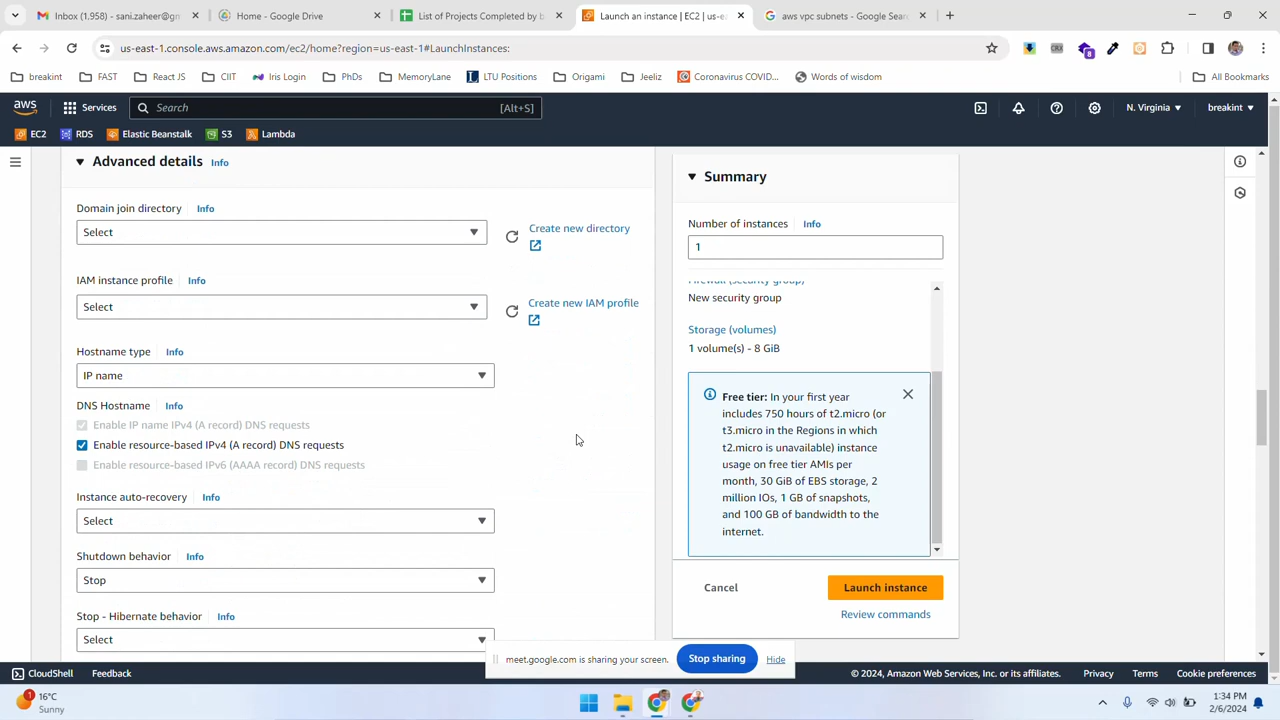 Inbox (1,958) - sani.zaheer@gm
Home - Google Drive
List of Projects Completed by b
Launch an instance | EC2 | us-ea
aws vpc subnets - Google Sear
us-east-1.console.aws.amazon.com/ec2/home?region=us-east-1#LaunchInstances:
breakint
FAST
React JS
CIIT
Iris Login
PhDs
MemoryLane
LTU Positions
Origami
Jeeliz
Coronavirus COVID...
Words of wisdom
All Bookmarks
aws
Services
Search
[Alt+S]
N. Virginia
breakint
EC2
RDS
Elastic Beanstalk
S3
Lambda
Advanced details Info
Domain join directory Info
Select
Create new directory
IAM instance profile Info
Select
Create new IAM profile
Hostname type Info
IP name
DNS Hostname Info
Enable IP name IPv4 (A record) DNS requests
Enable resource-based IPv4 (A record) DNS requests
Enable resource-based IPv6 (AAAA record) DNS requests
Instance auto-recovery Info
Select
Shutdown behavior Info
Stop
Stop - Hibernate behavior Info
Select
Summary
Number of instances Info
1
Firewall (security group)
New security group
Storage (volumes)
1 volume(s) - 8 GiB
Free tier: In your first year
includes 750 hours of t2.micro (or
t3.micro in the Regions in which
t2.micro is unavailable) instance
usage on free tier AMIs per
month, 30 GiB of EBS storage, 2
million IOs, 1 GB of snapshots,
and 100 GB of bandwidth to the
internet.
Cancel
Launch instance
Review commands
meet.google.com is sharing your screen.
Stop sharing
Hide
CloudShell
Feedback
© 2024, Amazon Web Services, Inc. or its affiliates.
Privacy
Terms
Cookie preferences
1
16°C
Sunny
1:34 PM
2/6/2024